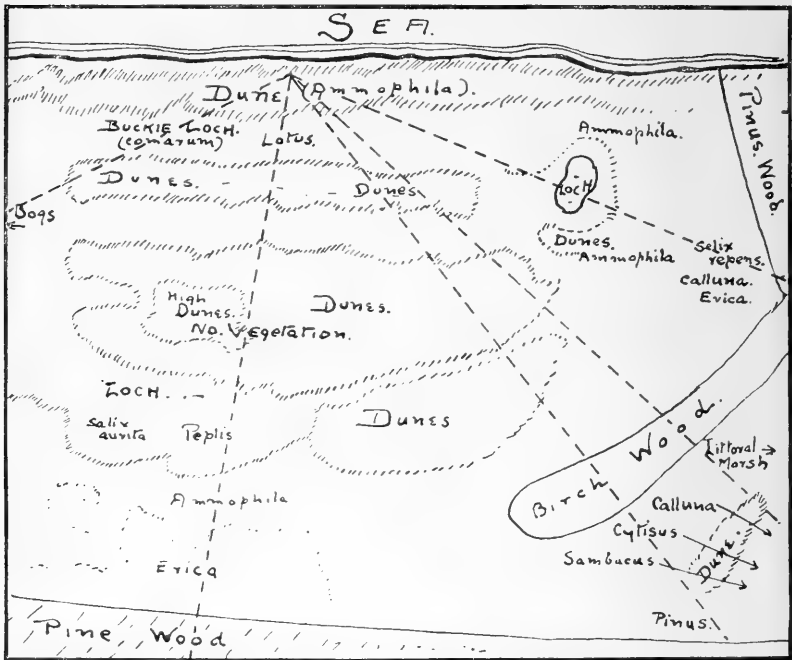 SEA.
Dune (Ammophila).
BUCKIE LOCH.
(comarum)
Lotus.
Ammophila.
Pinus. Wood.
LOCH
Dunes.
Dunes
Bogs
Dunes.
Ammophila
Selix
repens.
Calluna.
Erica.
High
Dunes.
No. Vegetation.
Dunes.
LOCH.
Salix
aurita
Peplis
Dunes
Birch Wood.
Littoral
Marsh
Ammophila
Calluna
Cytisus
Sambucus
Dune.
Erica
Pinus.
Pine Wood